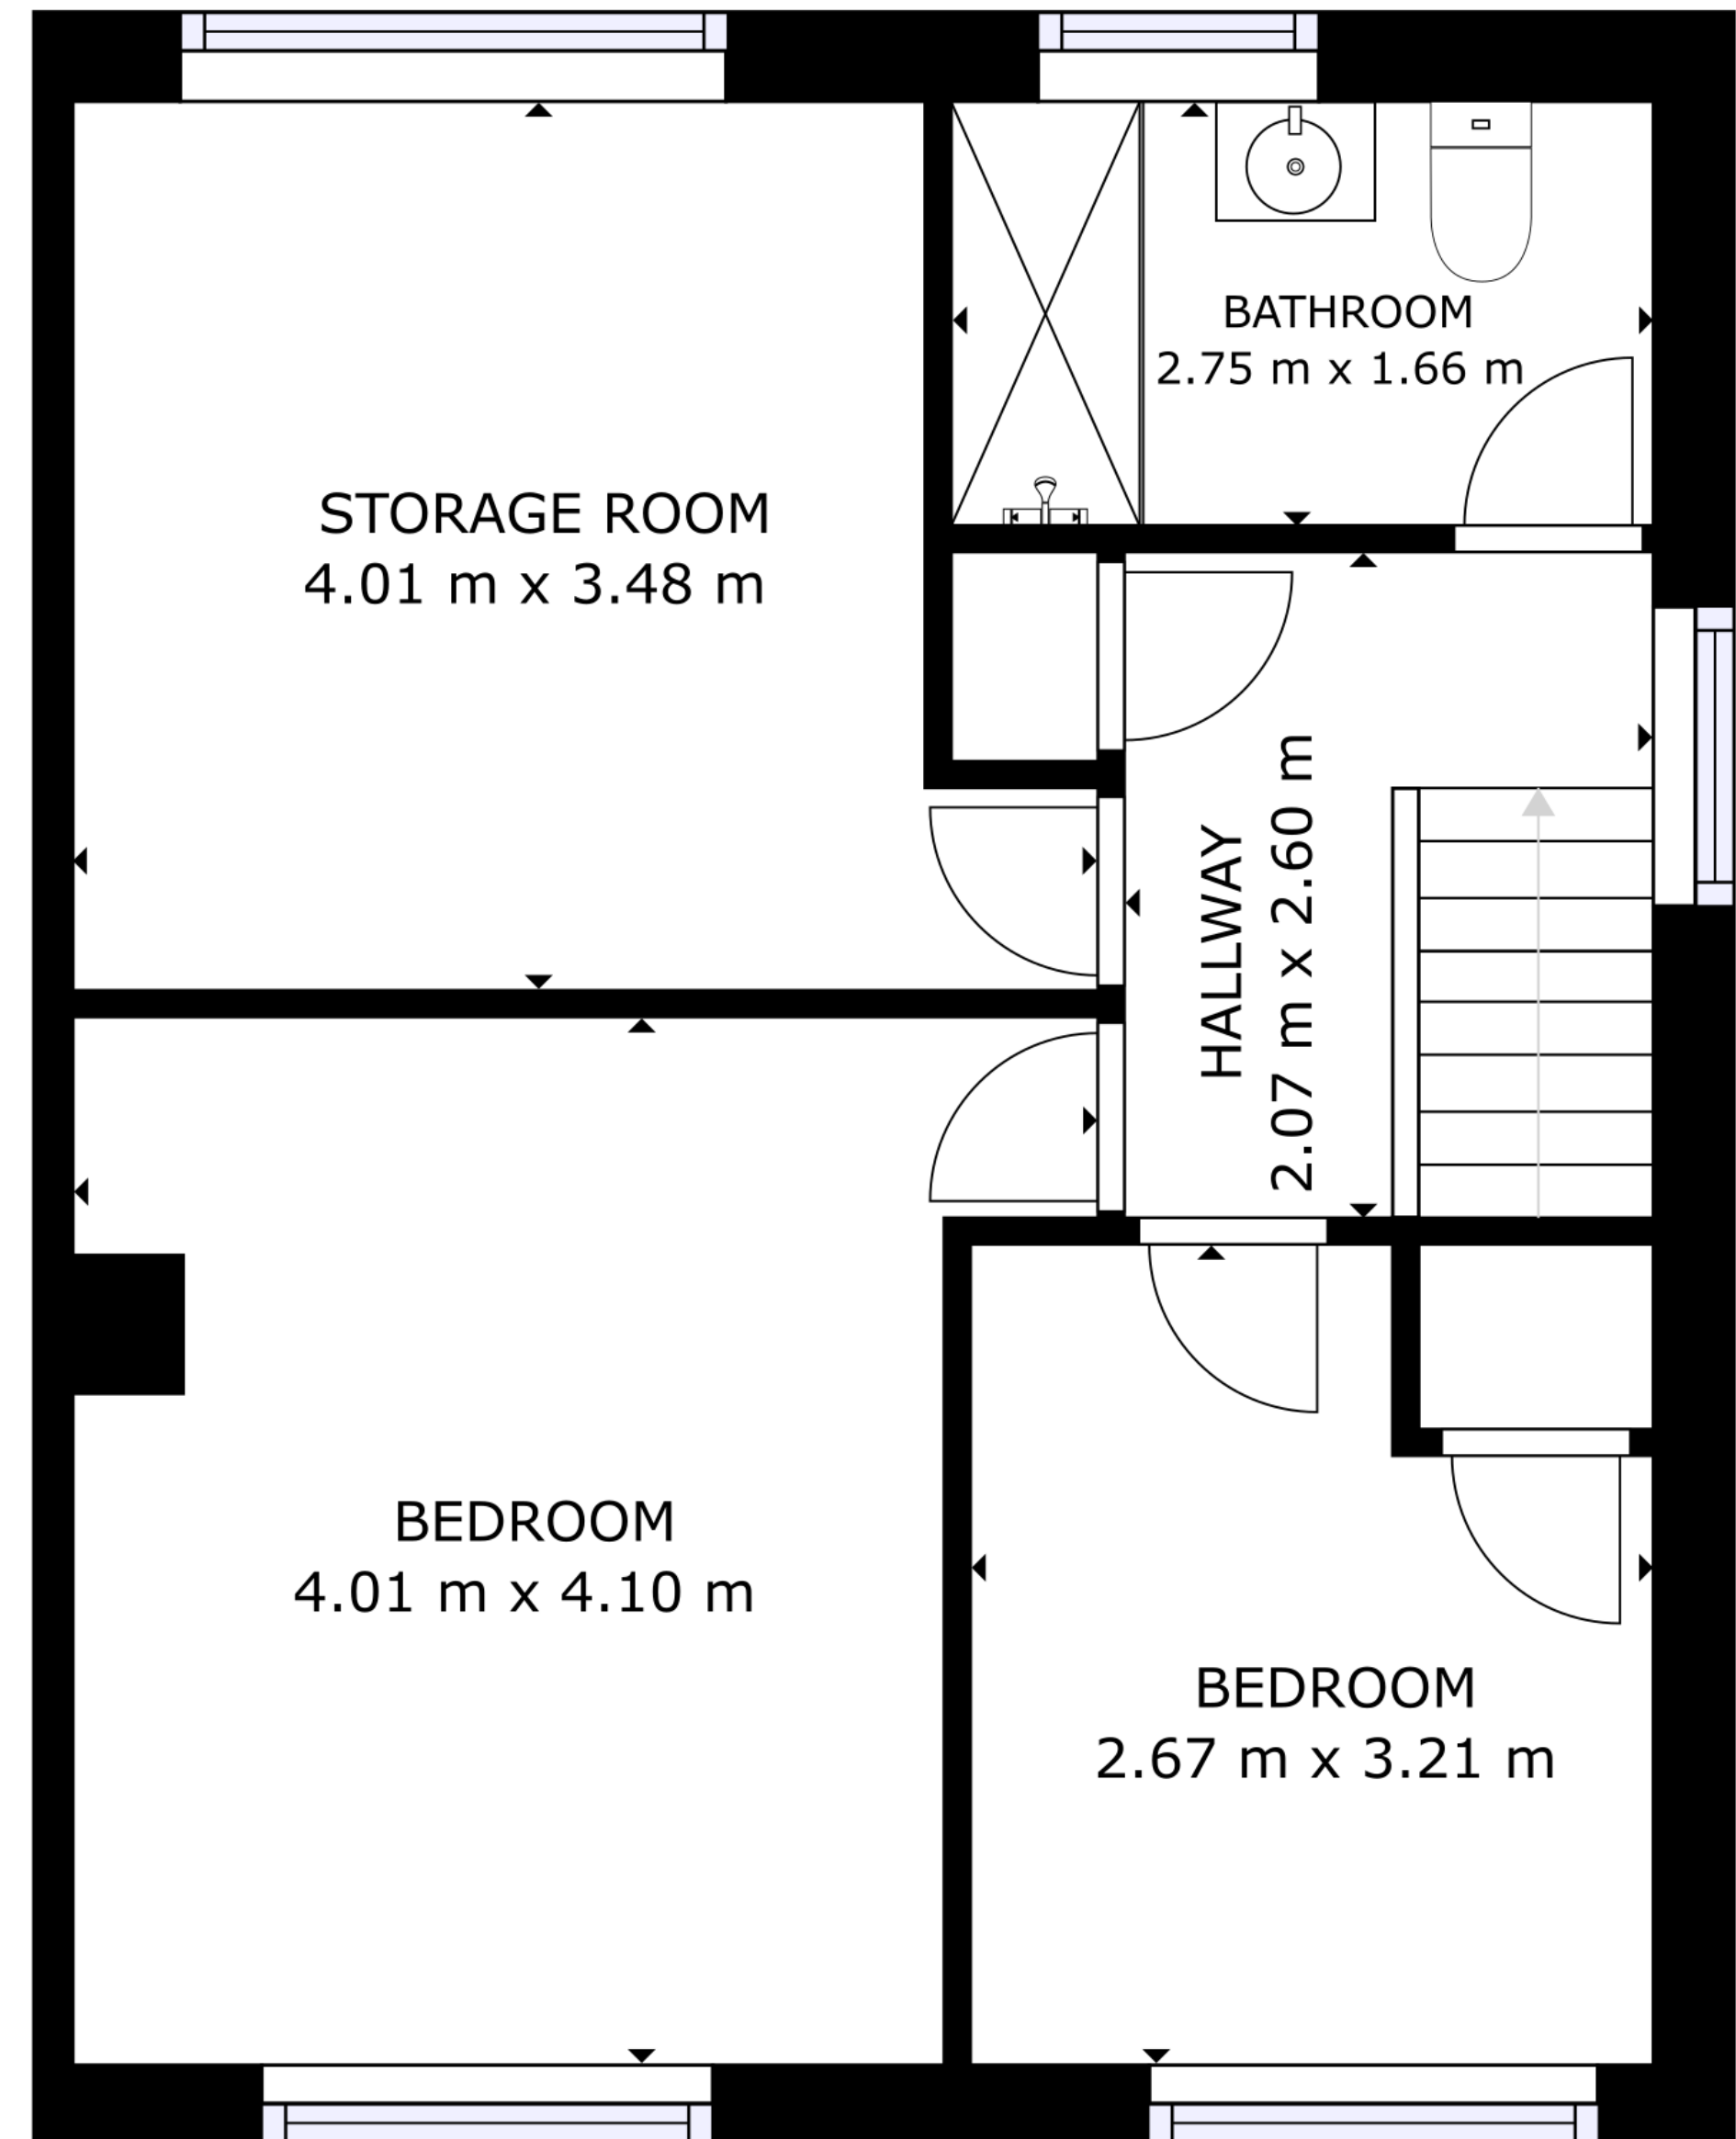 BATHROOM
2.75 m x 1.66 m
STORAGE ROOM
4.01 m x 3.48 m
HALLWAY
2.07 m x 2.60 m
BEDROOM
4.01 m x 4.10 m
BEDROOM
2.67 m x 3.21 m